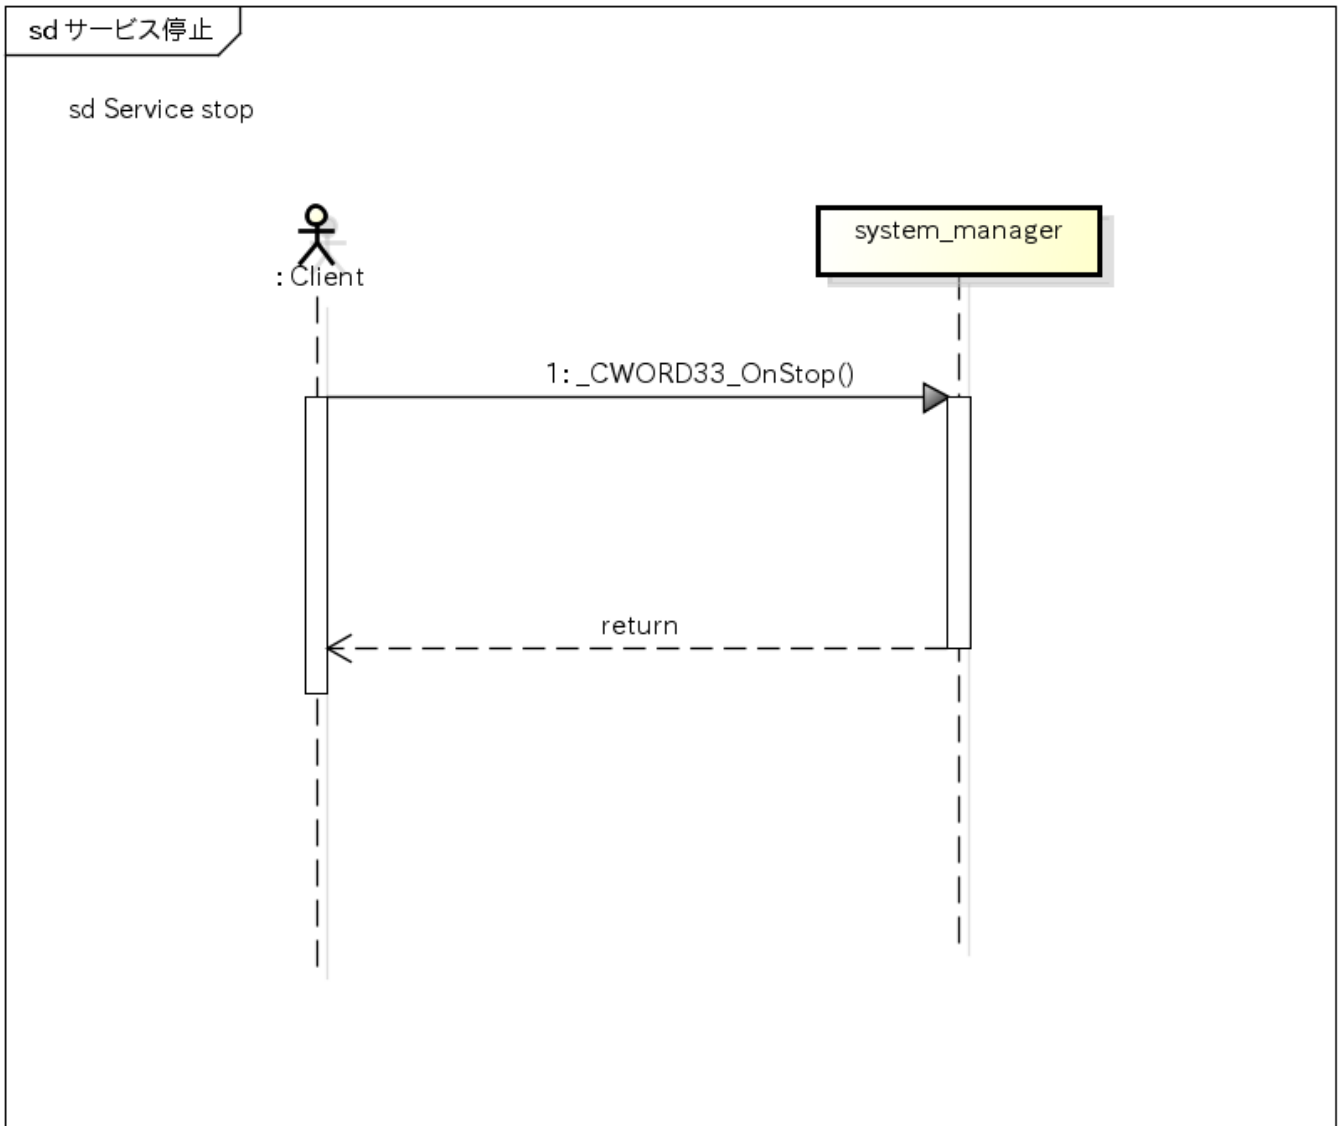 sd サービス停止
sd Service stop
: Client
system_manager
1: _CWORD33_OnStop()
return